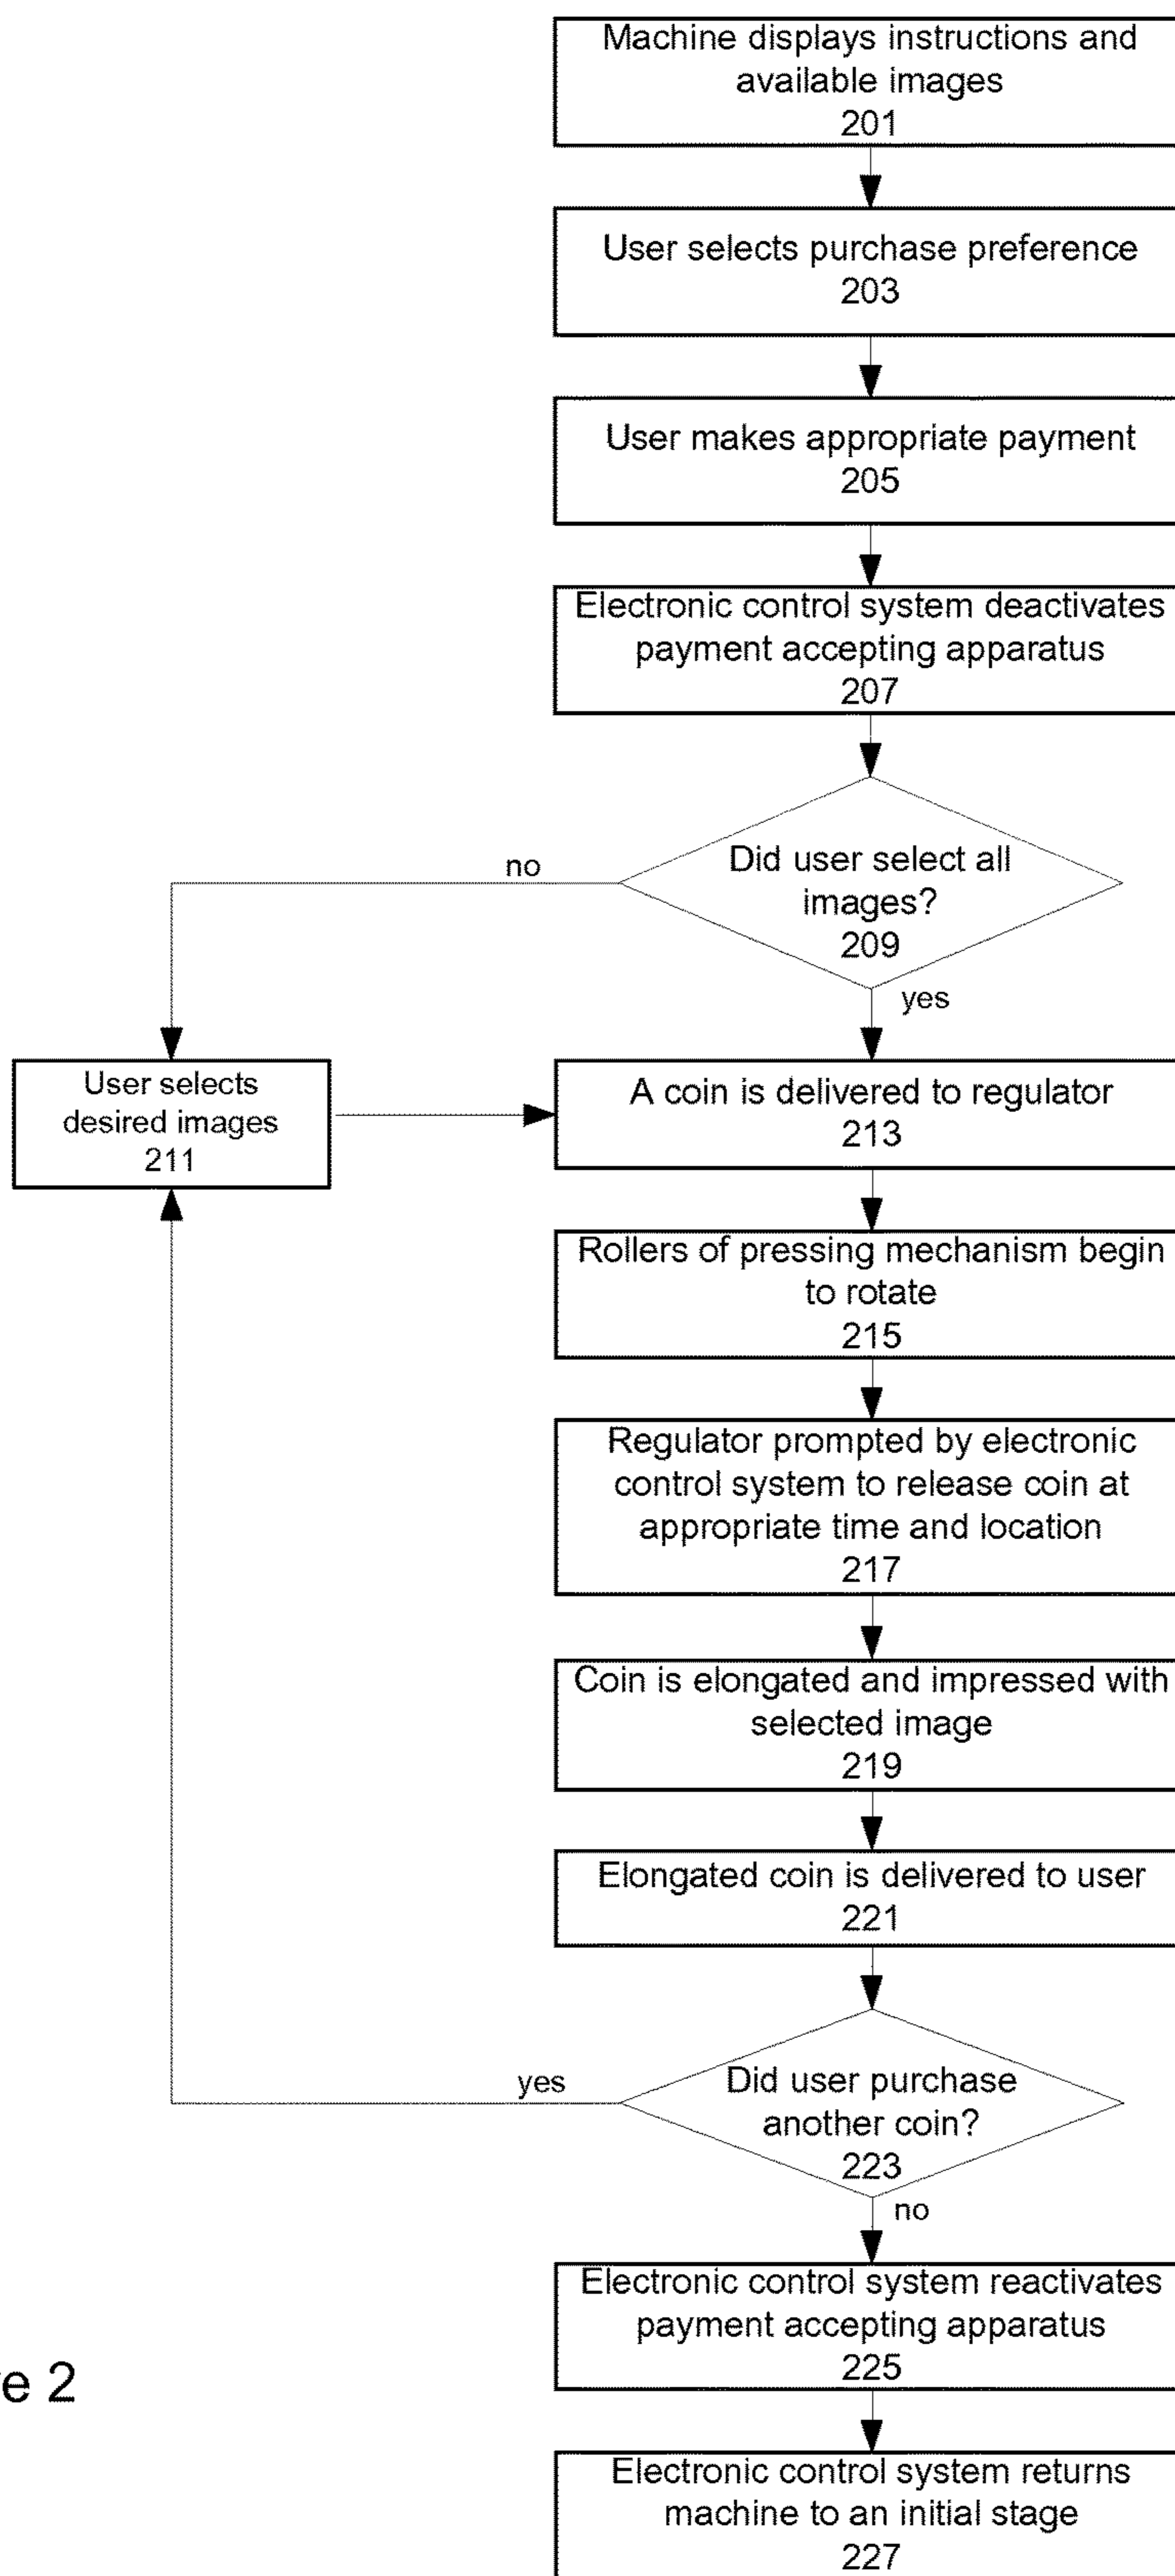 Machine displays instructions and
available images
201
User selects purchase preference
203
User makes appropriate payment
205
Electronic control system deactivates
payment accepting apparatus
207
no
Did user select all
images?
209
yes
User selects
desired images
211
A coin is delivered to regulator
213
Rollers of pressing mechanism begin
to rotate
215
Regulator prompted by electronic
control system to release coin at
appropriate time and location
217
Coin is elongated and impressed with
selected image
219
Elongated coin is delivered to user
221
yes
Did user purchase
another coin?
223
no
Electronic control system reactivates
payment accepting apparatus
225
e 2
Electronic control system returns
machine to an initial stage
227